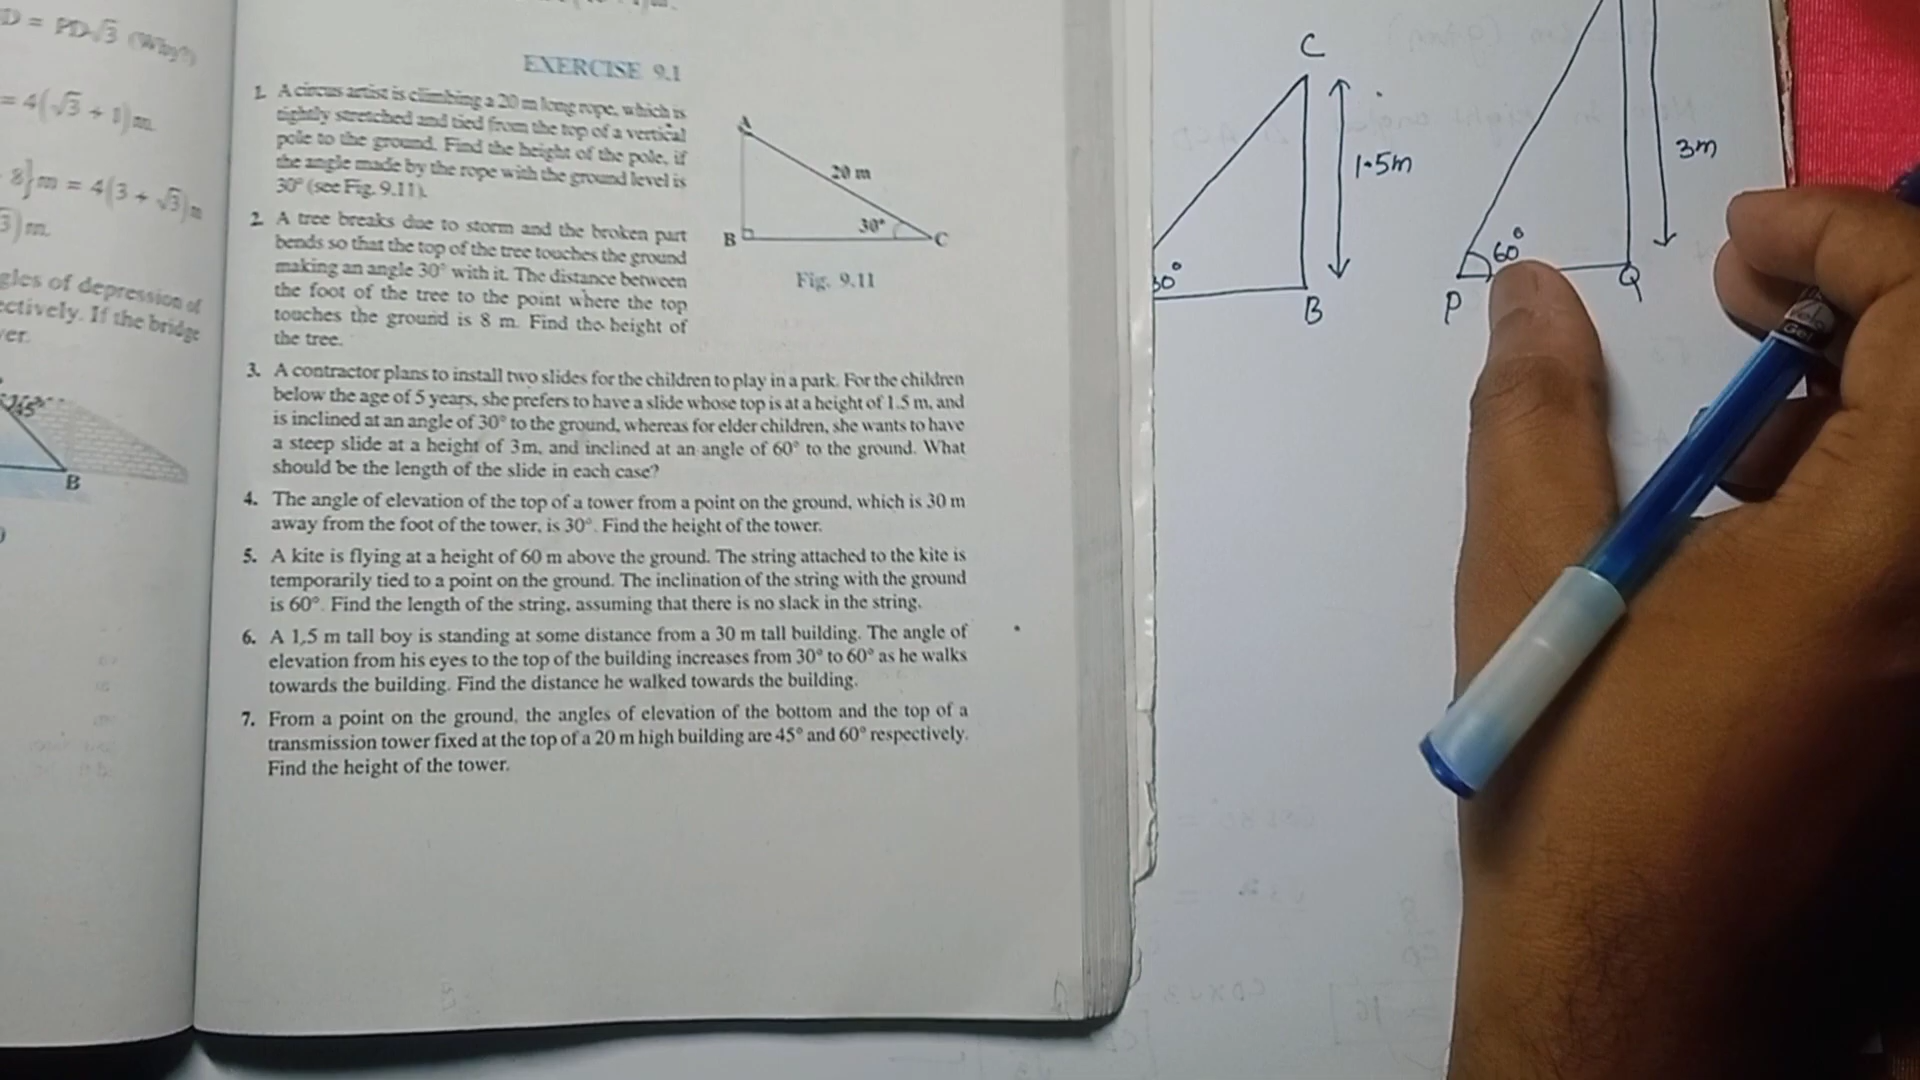 D = PD√3 (Why?)
= 4(√3 + 1) m.
8}m = 4(3 + √3)m
3) m.
gles of depression of
ectively. If the bridge
er.
45°
B
EXERCISE 9.1
1. A circus artist is climbing a 20 m long rope, which is
tightly stretched and tied from the top of a vertical
pole to the ground. Find the height of the pole, if
the angle made by the rope with the ground level is
30° (see Fig. 9.11).
A
20 m
30°
B
C
Fig. 9.11
2. A tree breaks due to storm and the broken part
bends so that the top of the tree touches the ground
making an angle 30° with it. The distance between
the foot of the tree to the point where the top
touches the ground is 8 m. Find the height of
the tree.
3. A contractor plans to install two slides for the children to play in a park. For the children
below the age of 5 years, she prefers to have a slide whose top is at a height of 1.5 m, and
is inclined at an angle of 30° to the ground, whereas for elder children, she wants to have
a steep slide at a height of 3m, and inclined at an angle of 60° to the ground. What
should be the length of the slide in each case?
4. The angle of elevation of the top of a tower from a point on the ground, which is 30 m
away from the foot of the tower, is 30°. Find the height of the tower.
5. A kite is flying at a height of 60 m above the ground. The string attached to the kite is
temporarily tied to a point on the ground. The inclination of the string with the ground
is 60°. Find the length of the string, assuming that there is no slack in the string.
6. A 1.5 m tall boy is standing at some distance from a 30 m tall building. The angle of
elevation from his eyes to the top of the building increases from 30° to 60° as he walks
towards the building. Find the distance he walked towards the building.
7. From a point on the ground, the angles of elevation of the bottom and the top of a
transmission tower fixed at the top of a 20 m high building are 45° and 60° respectively.
Find the height of the tower.
C
1.5m
30°
B
3m
60°
P
Q